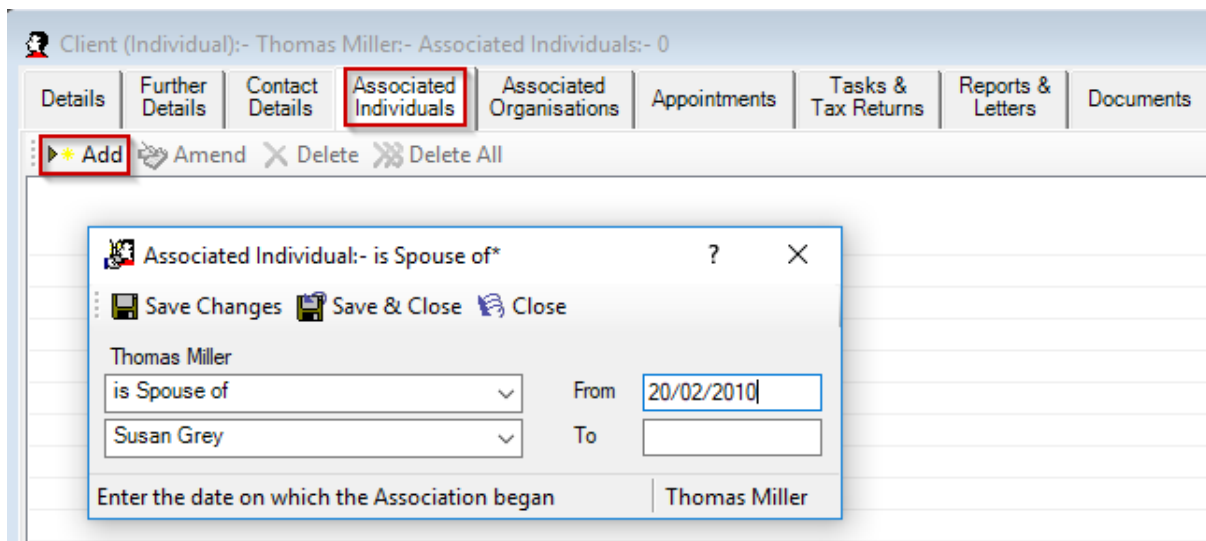 Client (Individual):- Thomas Miller:- Associated Individuals:- 0
Details Further Details Contact Details Associated Individuals Associated Organisations Appointments Tasks & Tax Returns Reports & Letters Documents
Add Amend Delete Delete All
Associated Individual:- is Spouse of* ?
Save Changes Save & Close Close
Thomas Miller
is Spouse of From 20/02/2010
Susan Grey To
Enter the date on which the Association began Thomas Miller